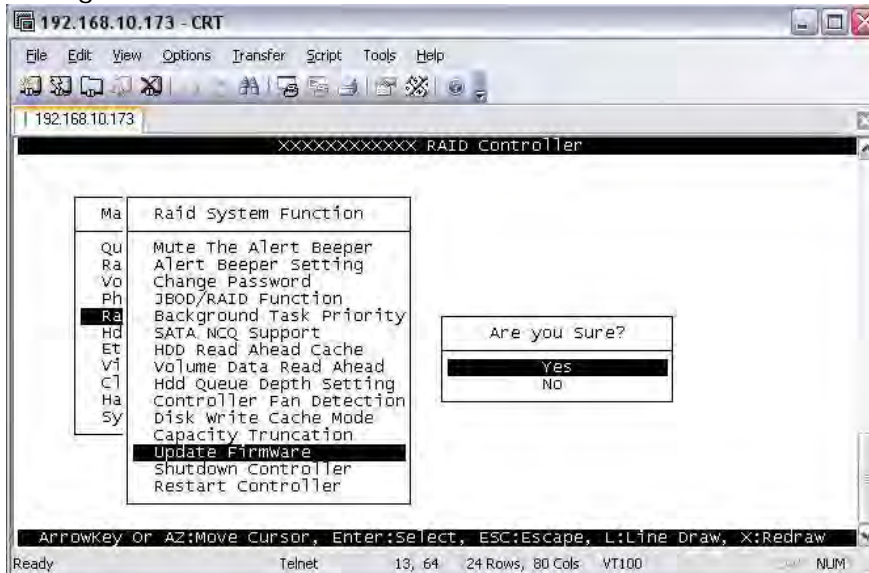 192.168.10.173 - CRT
File Edit View Options Transfer Script Tools Help
192.168.10.173
XXXXXXXXXXXX RAID Controller
Ma
Raid System Function
Qu
Mute The Alert Beeper
Ra
Alert Beeper Setting
Vo
Change Password
Ph
JBOD/RAID Function
Ra
Background Task Priority
Hd
SATA NCQ Support
Et
HDD Read Ahead Cache
Vi
Volume Data Read Ahead
Cl
Hdd Queue Depth Setting
Ha
Controller Fan Detection
Sy
Disk Write Cache Mode
Capacity Truncation
Update FirmWare
Shutdown Controller
Restart Controller
Are you Sure?
Yes
No
ArrowKey Or AZ:Move Cursor, Enter:Select, ESC:Escape, L:Line Draw, X:Redraw
Ready Telnet 13, 64 24 Rows, 80 Cols VT100 NUM